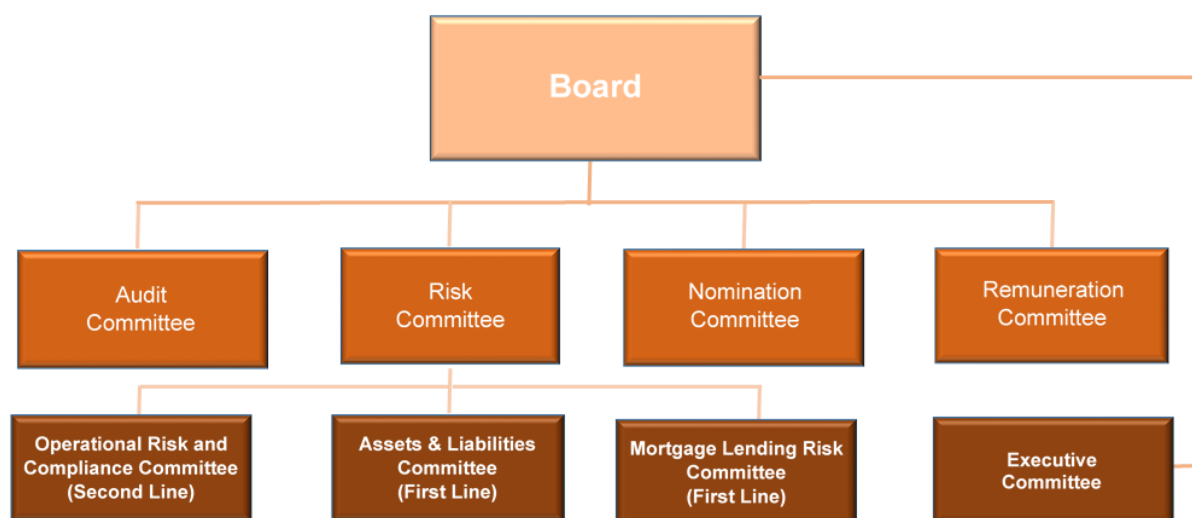 Board
Audit
Committee
Risk
Committee
Nomination
Committee
Remuneration
Committee
Operational Risk and
Compliance Committee
(Second Line)
Assets & Liabilities
Committee
(First Line)
Mortgage Lending Risk
Committee
(First Line)
Executive
Committee